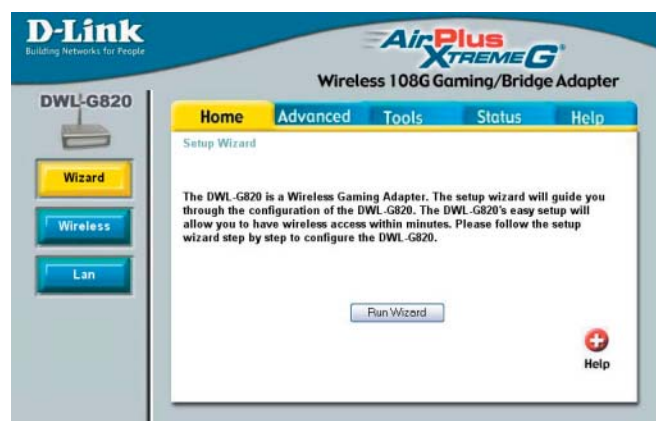 D-Link
Building Networks for People
AirPlus
XTREME G
Wireless 108G Gaming/Bridge Adapter
DWL-G820
Home Advanced Tools Status Help
Wizard
Wireless
Lan
Setup Wizard
The DWL-G820 is a Wireless Gaming Adapter. The setup wizard will guide you
through the configuration of the DWL-G820. The DWL-G820's easy setup will
allow you to have wireless access within minutes. Please follow the setup
wizard step by step to configure the DWL-G820.
Run Wizard
Help